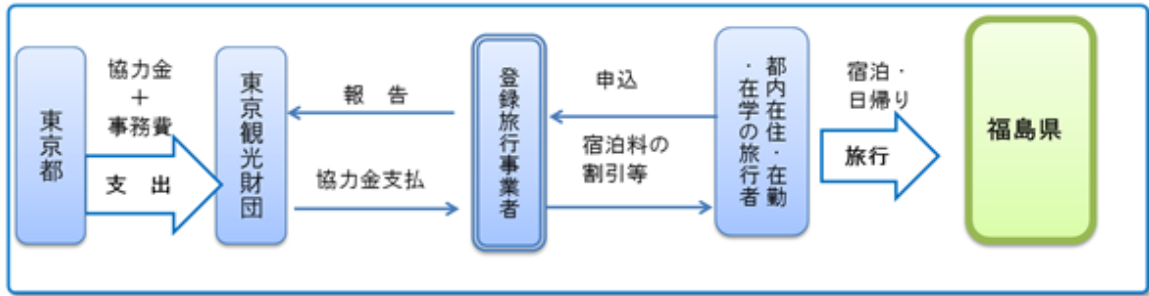 東京都
協力金
＋
事務費
支　出
東京観光財団
報　告
協力金支払
登録旅行事業者
申込
宿泊料の
割引等
都内在住・在勤
・在学の旅行者
宿泊・
日帰り
旅行
福島県